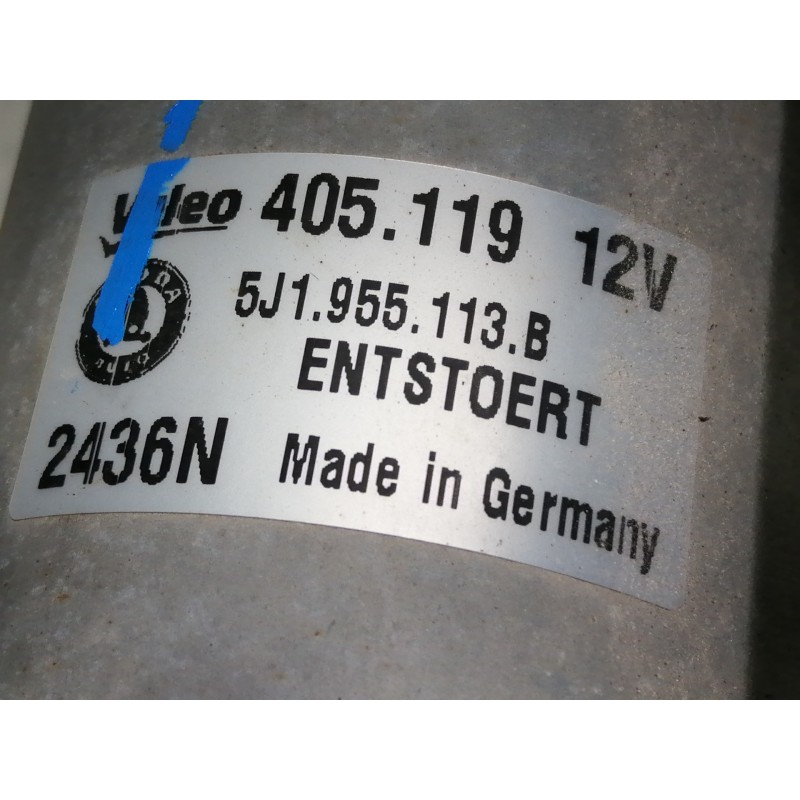 Valeo 405.119 12V
5J1.955.113.B
ENTSTOERT
2436N Made in Germany